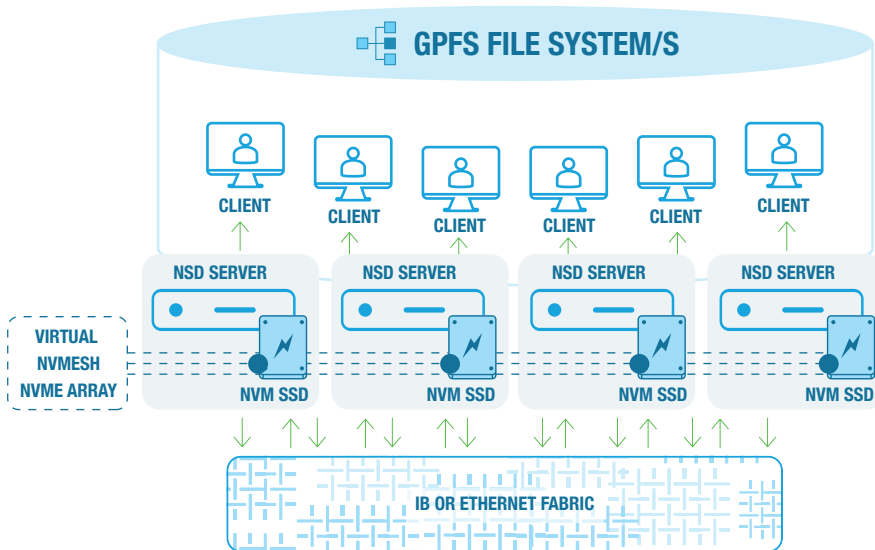 GPFS FILE SYSTEM/S
CLIENT
CLIENT
CLIENT
CLIENT
CLIENT
CLIENT
NSD SERVER
NSD SERVER
NSD SERVER
NSD SERVER
VIRTUAL
NVMESH
NVME ARRAY
NVM SSD
NVM SSD
NVM SSD
NVM SSD
IB OR ETHERNET FABRIC